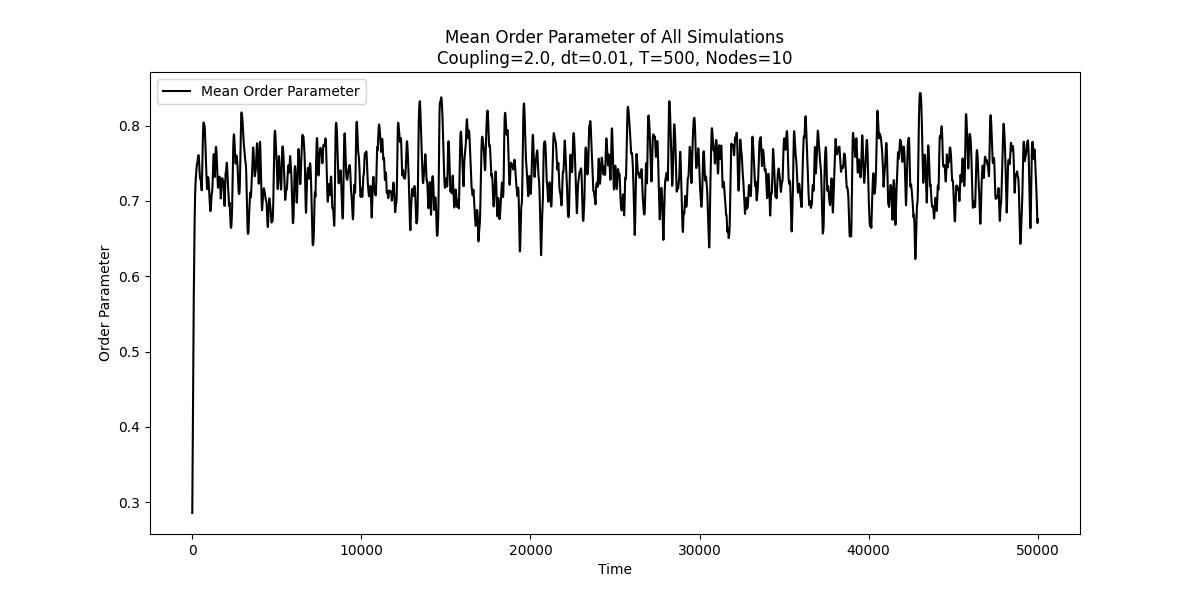 Mean Order Parameter of All Simulations
Coupling=2.0, dt=0.01, T=500, Nodes=10
Mean Order Parameter
Order Parameter
0.8
0.7
0.6
0.5
0.4
0.3
0
10000
20000
30000
40000
50000
Time